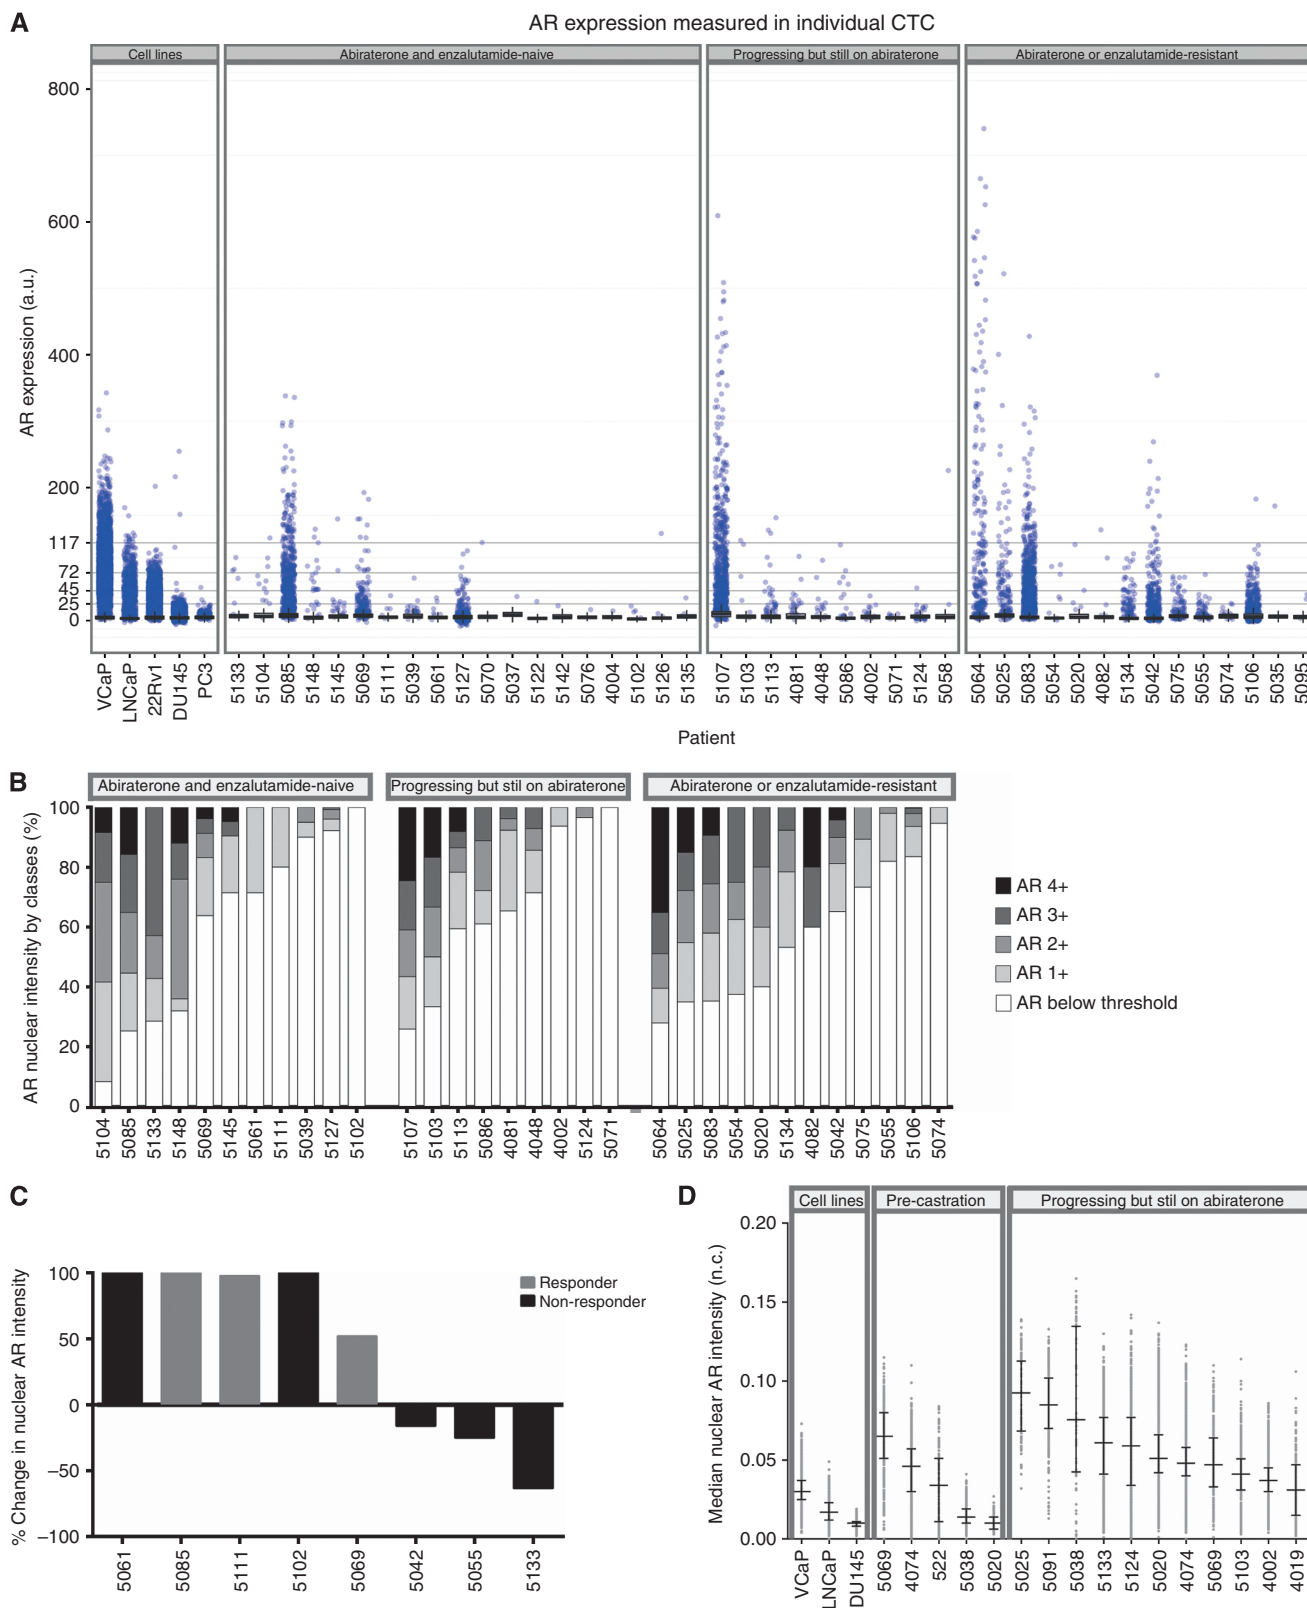 A
AR expression measured in individual CTC
Cell lines
Abiraterone and enzalutamide-naive
Progressing but still on abiraterone
Abiraterone or enzalutamide-resistant
AR expression (a.u.)
800
600
400
200
117
72
45
25
0
VCaP LNCaP 22Rv1 DU145 PC3
5133 5104 5085 5148 5145 5069 5111 5039 5061 5127 5070 5037 5122 5142 5076 4004 5102 5126 5135
5107 5103 5113 4081 4048 5086 4002 5071 5124 5058
5064 5025 5083 5054 5020 4082 5134 5042 5075 5055 5074 5106 5035 5095
Patient
B
Abiraterone and enzalutamide-naive
Progressing but stil on abiraterone
Abiraterone or enzalutamide-resistant
AR nuclear intensity by classes (%)
100
80
60
40
20
0
5104 5085 5133 5148 5069 5145 5061 5111 5039 5127 5102
5107 5103 5113 5086 4081 4048 4002 5124 5071
5064 5025 5083 5054 5020 5134 4082 5042 5075 5055 5106 5074
AR 4+
AR 3+
AR 2+
AR 1+
AR below threshold
C
% Change in nuclear AR intensity
100
50
0
−50
−100
Responder
Non-responder
5061 5085 5111 5102 5069 5042 5055 5133
D
Cell lines
Pre-castration
Progressing but stil on abiraterone
Median nuclear AR intensity (n.c.)
0.20
0.15
0.10
0.05
0.00
VCaP LNCaP DU145
5069 4074 522 5038 5020
5025 5091 5038 5133 5124 5020 4074 5069 5103 4002 4019